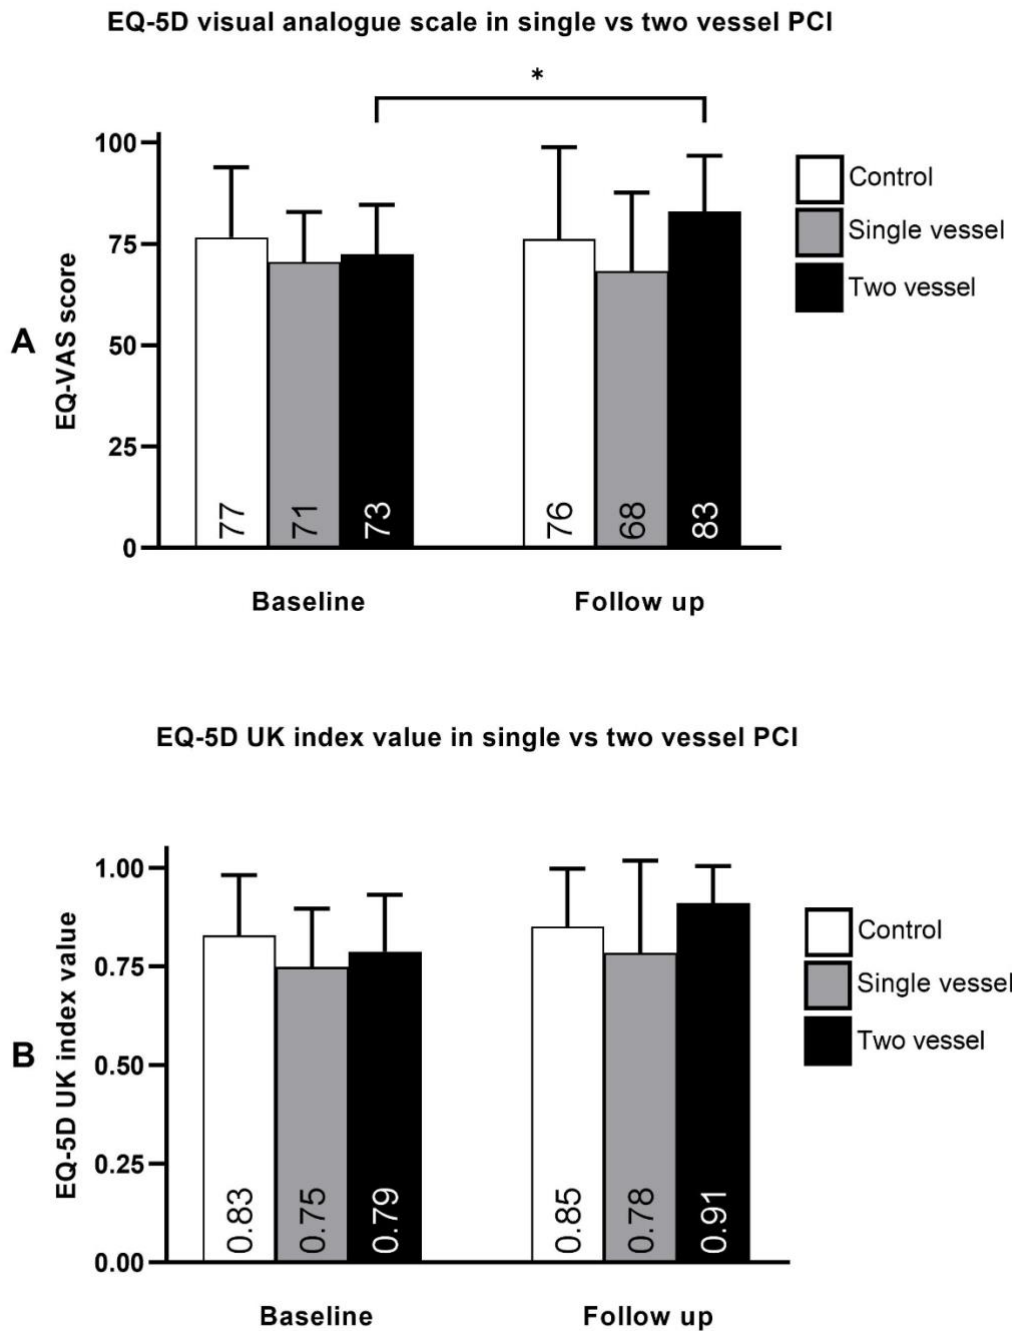 EQ-5D visual analogue scale in single vs two vessel PCI
*
100
75
50
25
0
EQ-VAS score
A
77
71
73
76
68
83
Baseline
Follow up
Control
Single vessel
Two vessel
EQ-5D UK index value in single vs two vessel PCI
1.00
0.75
0.50
0.25
0.00
EQ-5D UK index value
B
0.83
0.75
0.79
0.85
0.78
0.91
Baseline
Follow up
Control
Single vessel
Two vessel